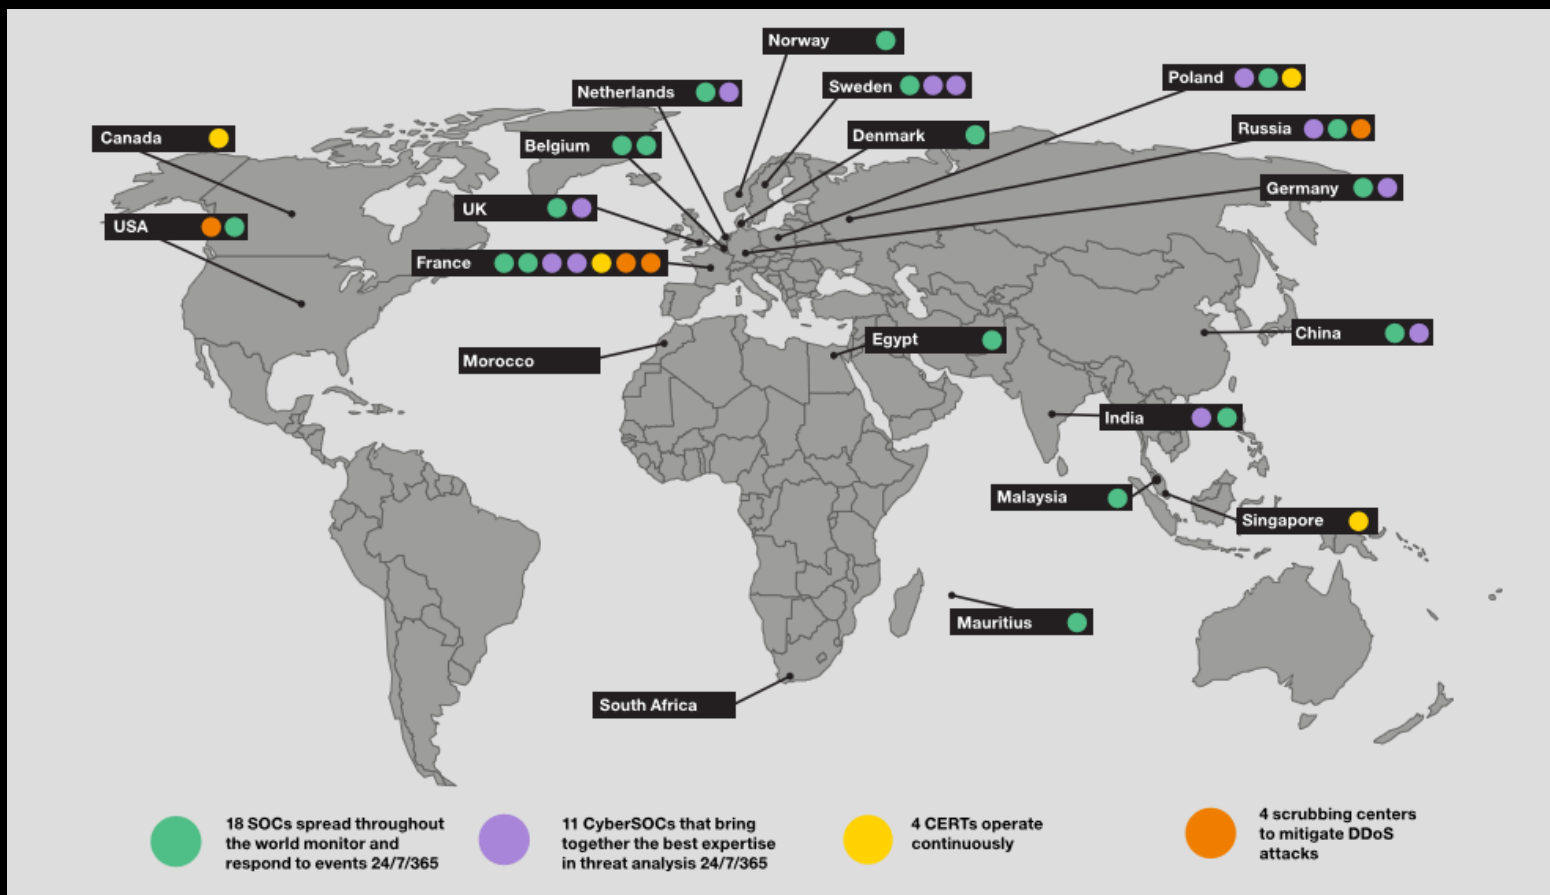 Norway
Poland
Sweden
Netherlands
Russia
Denmark
Canada
Belgium
Germany
UK
USA
France
China
Egypt
Morocco
India
Malaysia
Singapore
Mauritius
South Africa
18 SOCs spread throughout
the world monitor and
respond to events 24/7/365
11 CyberSOCs that bring
together the best expertise
in threat analysis 24/7/365
4 CERTs operate
continuously
4 scrubbing centers
to mitigate DDoS
attacks